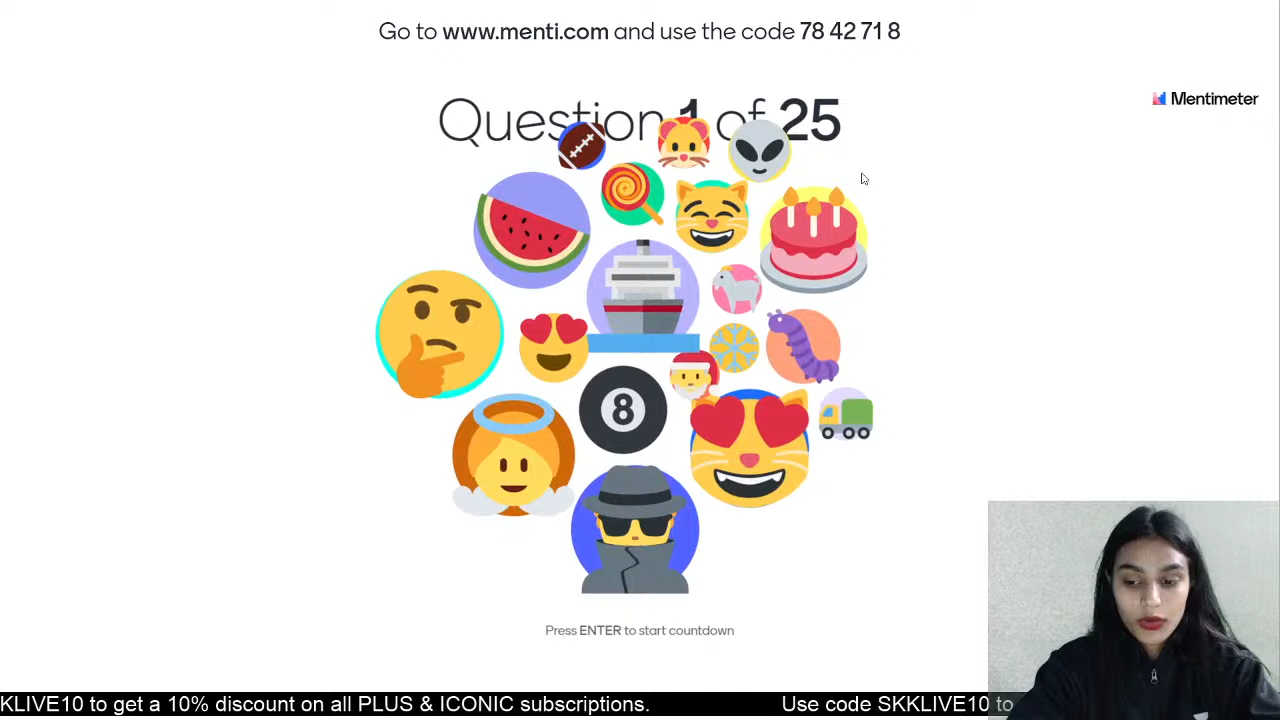 Go to www.menti.com and use the code 78 42 71 8
Mentimeter
Question 1 of 25
8
Press ENTER to start countdown
KLIVE10 to get a 10% discount on all PLUS & ICONIC subscriptions. Use code SKKLIVE10 to